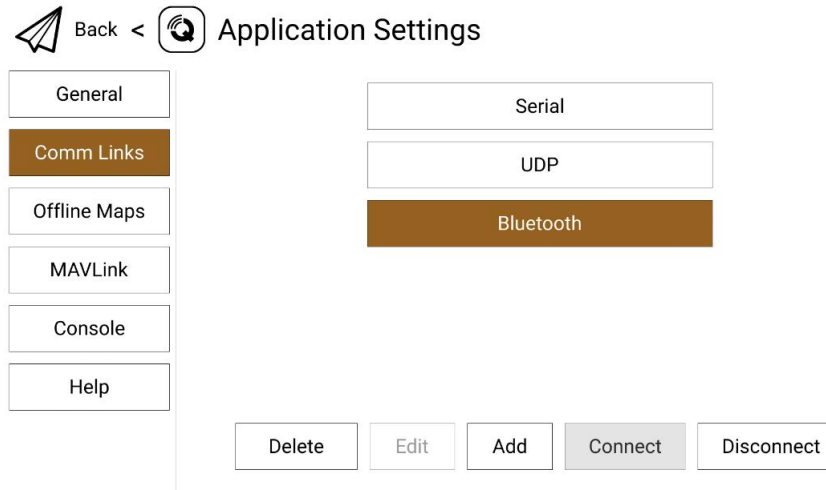 Back < Application Settings
General
Comm Links
Offline Maps
MAVLink
Console
Help
Serial
UDP
Bluetooth
Delete Edit Add Connect Disconnect